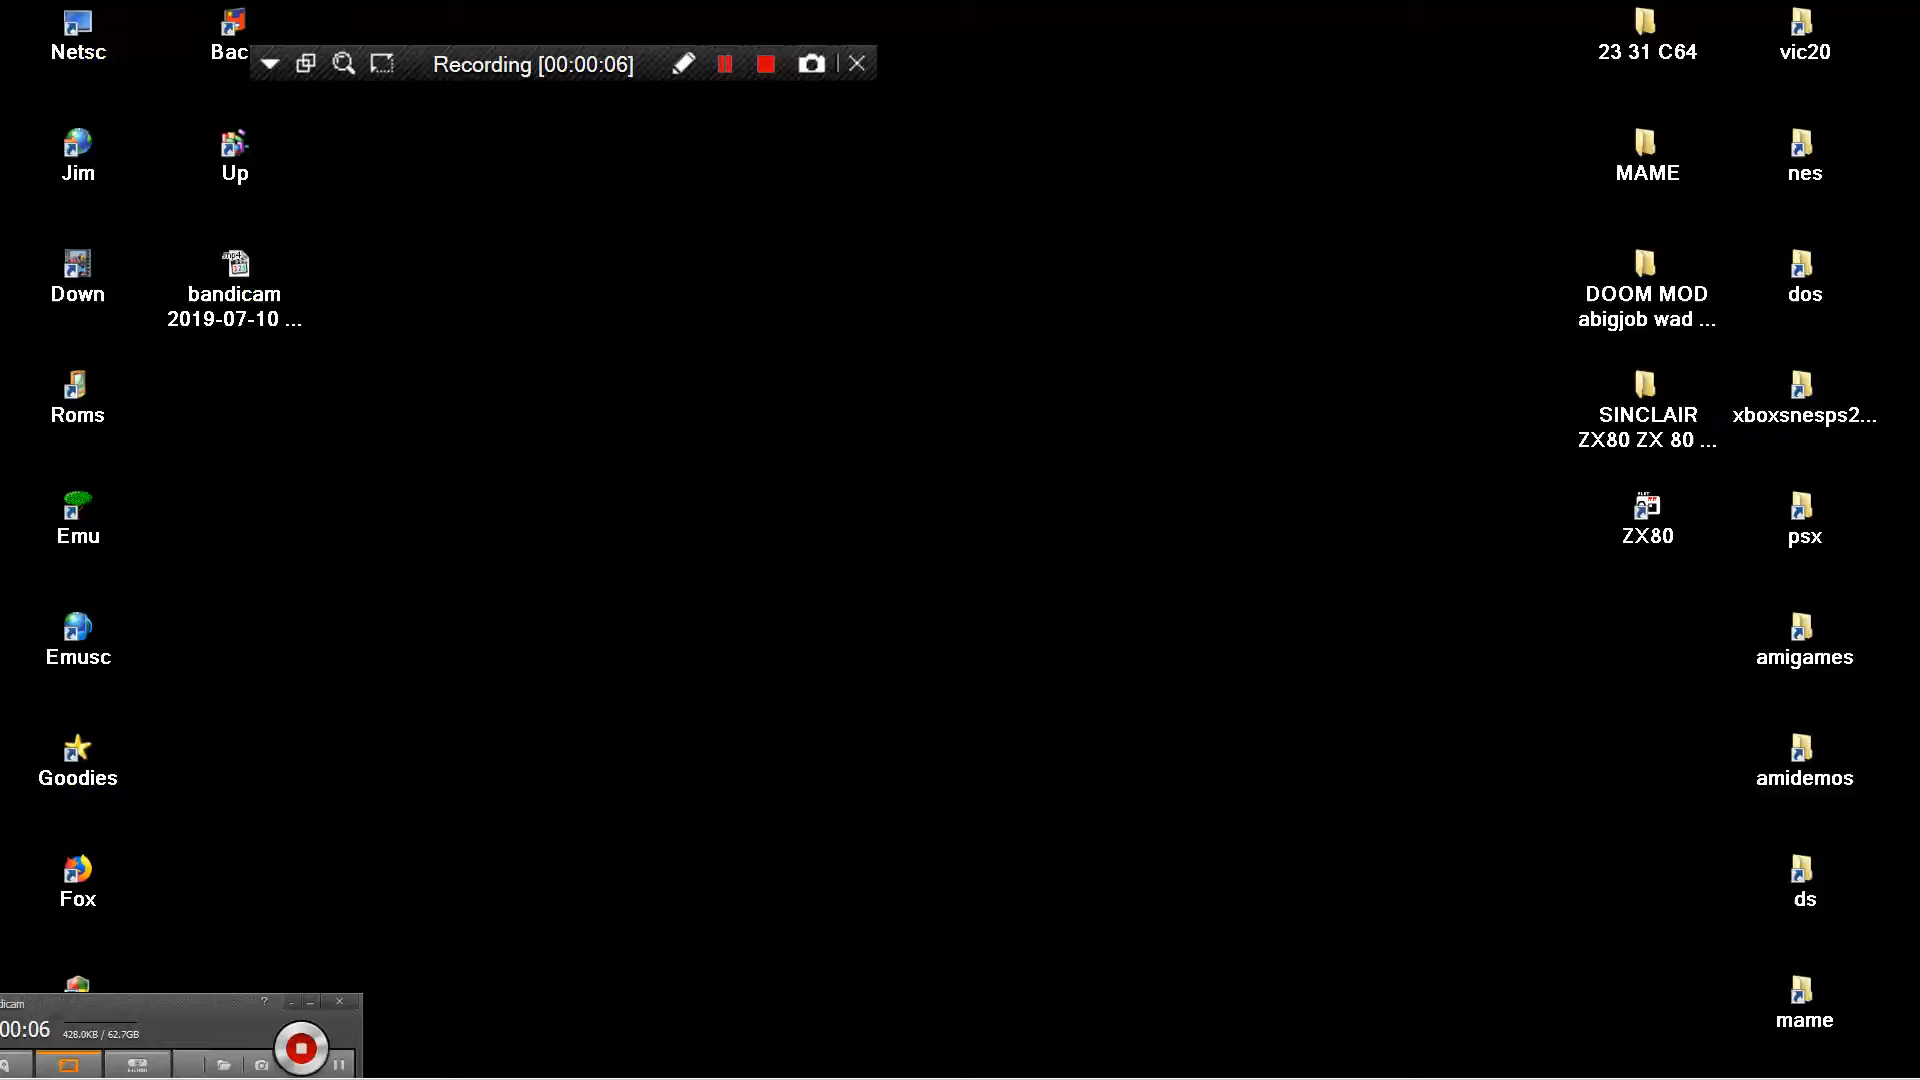 Netsc
Bac
Recording [00:00:06]
23 31 C64
vic20
Jim
Up
MAME
nes
Down
bandicam
2019-07-10 ...
DOOM MOD
abigjob wad ...
dos
Roms
SINCLAIR
ZX80 ZX 80 ...
xboxsnesps2...
Emu
ZX80
psx
Emusc
amigames
Goodies
amidemos
Fox
ds
mame
dicam
00:06
428.0KB / 62.7GB